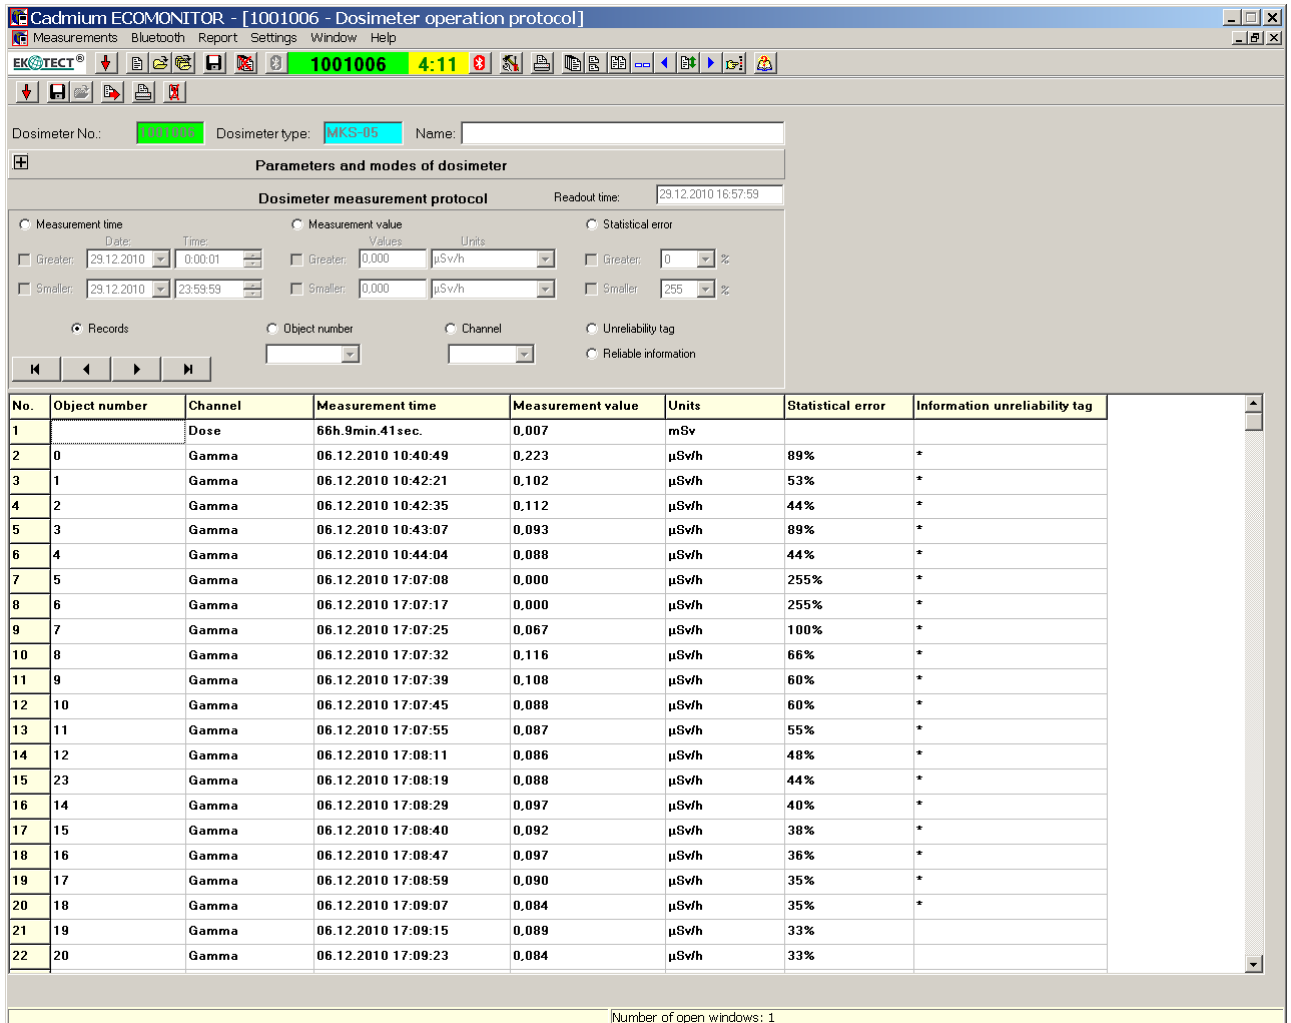 Cadmium ECOMONITOR - [1001006 - Dosimeter operation protocol]
Measurements Bluetooth Report Settings Window Help
EKOTECT® 1001006 4:11
Dosimeter No.: 1001006 Dosimeter type: MKS-05 Name:
Parameters and modes of dosimeter
Dosimeter measurement protocol Readout time: 29.12.2010 16:57:59
Measurement time Measurement value Statistical error
Date: Time: Values Units
Greater: 29.12.2010 0:00:01 Greater: 0,000 µSv/h Greater: 0 %
Smaller: 29.12.2010 23:59:59 Smaller: 0,000 µSv/h Smaller 255 %
Records Object number Channel Unreliability tag
Reliable information
No. Object number Channel Measurement time Measurement value Units Statistical error Information unreliability tag
1 Dose 66h.9min.41sec. 0,007 mSv
2 0 Gamma 06.12.2010 10:40:49 0,223 µSv/h 89% *
3 1 Gamma 06.12.2010 10:42:21 0,102 µSv/h 53% *
4 2 Gamma 06.12.2010 10:42:35 0,112 µSv/h 44% *
5 3 Gamma 06.12.2010 10:43:07 0,093 µSv/h 89% *
6 4 Gamma 06.12.2010 10:44:04 0,088 µSv/h 44% *
7 5 Gamma 06.12.2010 17:07:08 0,000 µSv/h 255% *
8 6 Gamma 06.12.2010 17:07:17 0,000 µSv/h 255% *
9 7 Gamma 06.12.2010 17:07:25 0,067 µSv/h 100% *
10 8 Gamma 06.12.2010 17:07:32 0,116 µSv/h 66% *
11 9 Gamma 06.12.2010 17:07:39 0,108 µSv/h 60% *
12 10 Gamma 06.12.2010 17:07:45 0,088 µSv/h 60% *
13 11 Gamma 06.12.2010 17:07:55 0,087 µSv/h 55% *
14 12 Gamma 06.12.2010 17:08:11 0,086 µSv/h 48% *
15 23 Gamma 06.12.2010 17:08:19 0,088 µSv/h 44% *
16 14 Gamma 06.12.2010 17:08:29 0,097 µSv/h 40% *
17 15 Gamma 06.12.2010 17:08:40 0,092 µSv/h 38% *
18 16 Gamma 06.12.2010 17:08:47 0,097 µSv/h 36% *
19 17 Gamma 06.12.2010 17:08:59 0,090 µSv/h 35% *
20 18 Gamma 06.12.2010 17:09:07 0,084 µSv/h 35% *
21 19 Gamma 06.12.2010 17:09:15 0,089 µSv/h 33%
22 20 Gamma 06.12.2010 17:09:23 0,084 µSv/h 33%
Number of open windows: 1